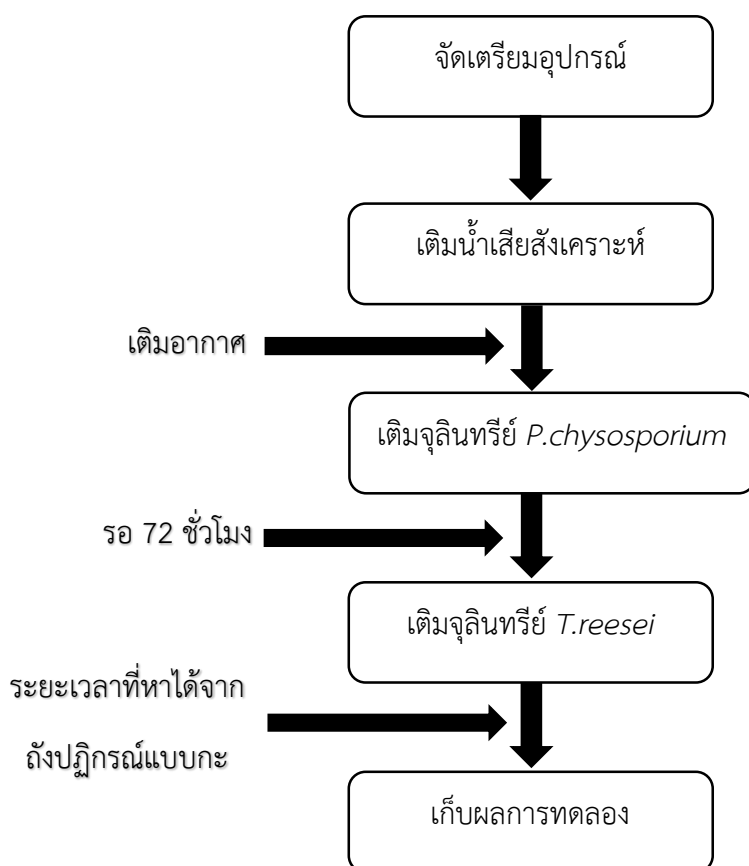 จัดเตรียมอุปกรณ์
เติมน้ำเสียสังเคราะห์
เติมอากาศ
เติมจุลินทรีย์ P.chysosporium
รอ 72 ชั่วโมง
เติมจุลินทรีย์ T.reesei
ระยะเวลาที่หาได้จาก
ถังปฏิกรณ์แบบกะ
เก็บผลการทดลอง